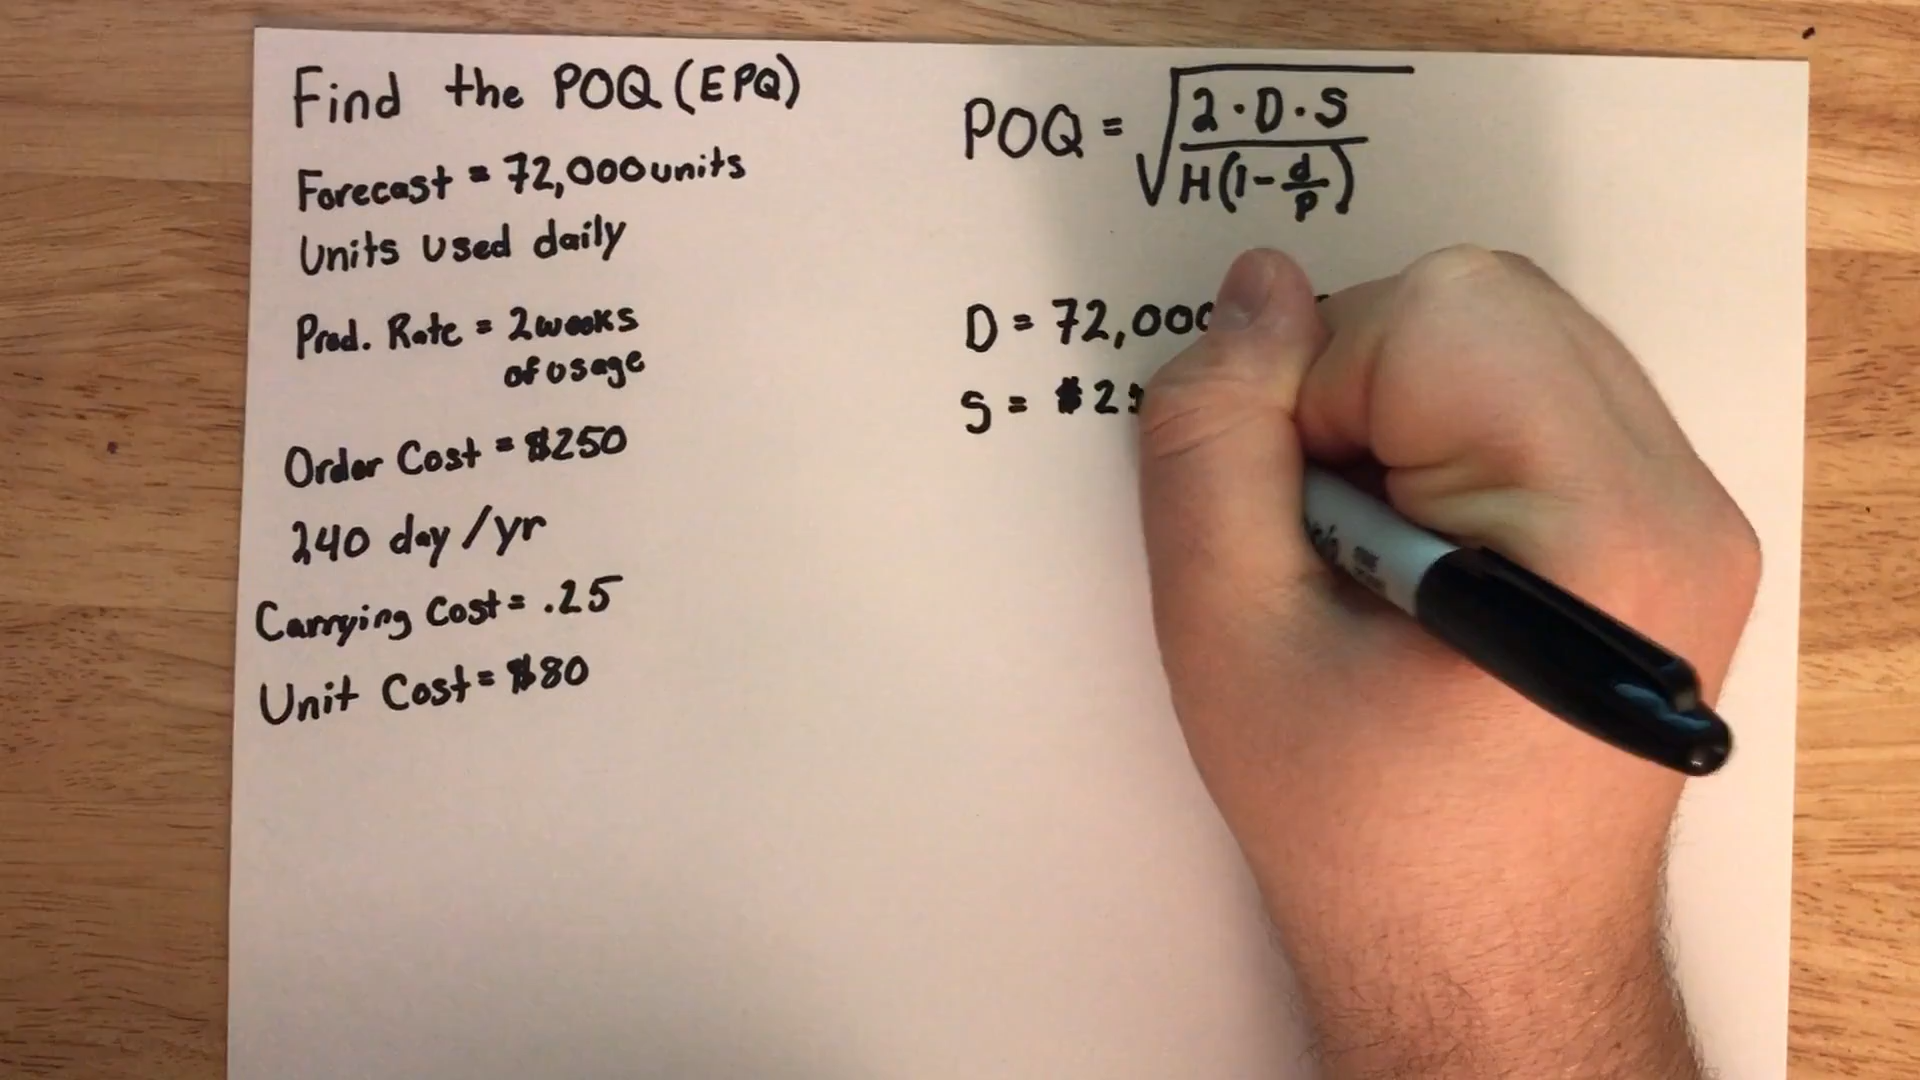 Find the POQ (EPQ)
Forecast = 72,000 units
Units used daily
Prod. Rate = 2 weeks
of usage
Order Cost = $250
240 day/yr
Carrying Cost = .25
Unit Cost = $80
POQ = √2·D·S
H(1-d/p)
D = 72,000
S = $2